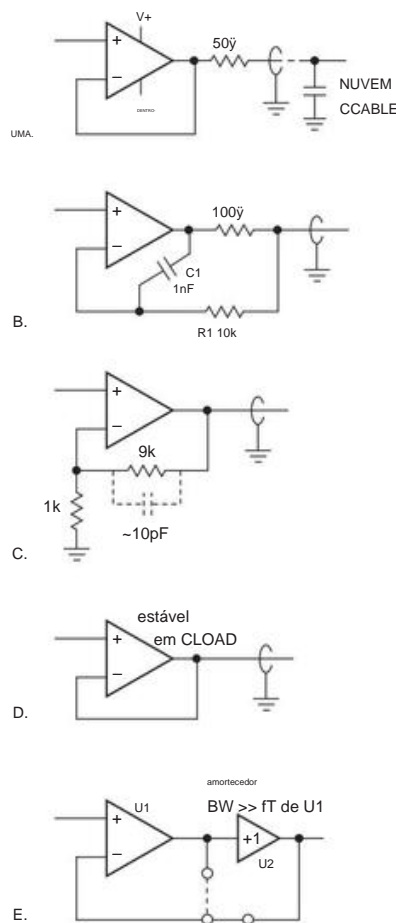 V+
+
−
DENTRO
50ÿ
NUVEM
CCABLE
UMA.
+
−
100ÿ
C1
1nF
R1 10k
B.
+
−
9k
1k
~10pF
C.
estável
em CLOAD
+
−
D.
amortecedor
BW >> fT de U1
U1
+
−
+1
U2
E.